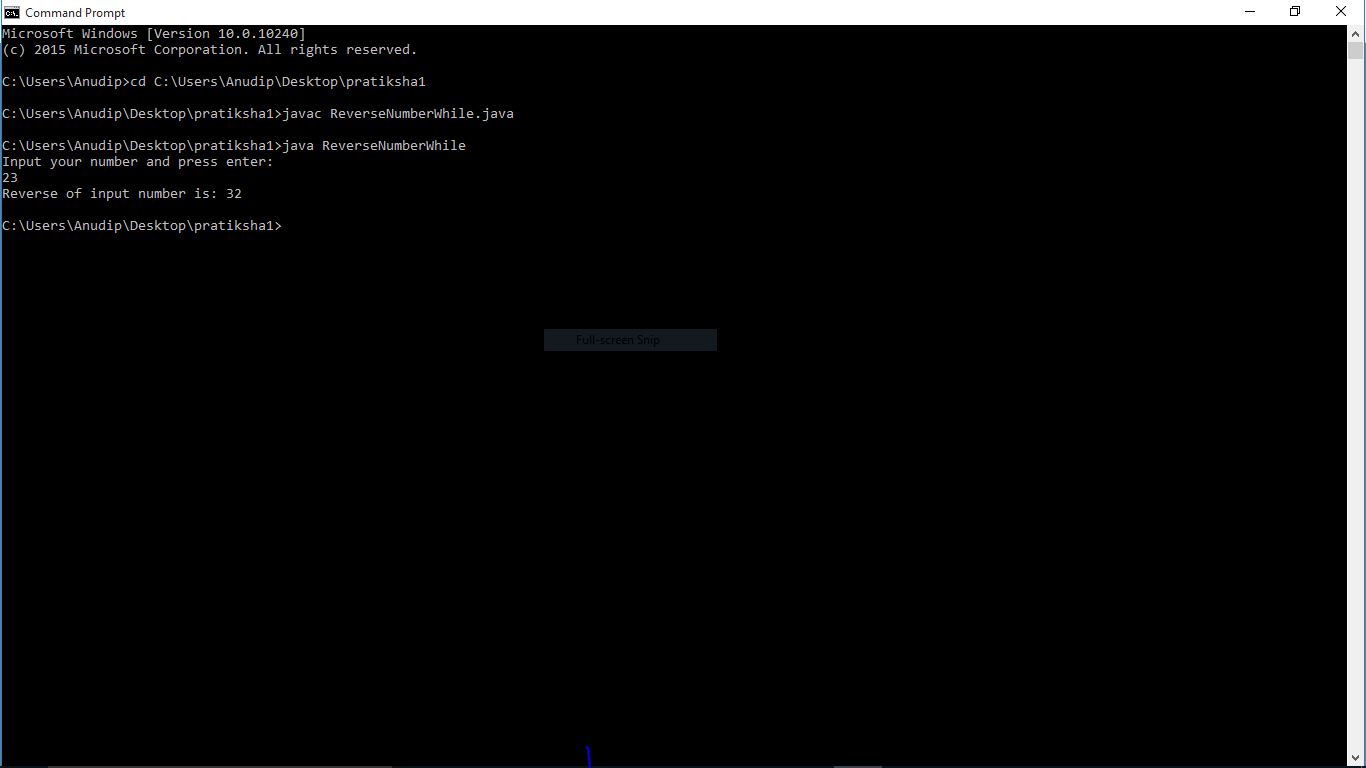 Command Prompt
Microsoft Windows [Version 10.0.10240]
(c) 2015 Microsoft Corporation. All rights reserved.
C:\Users\Anudip>cd C:\Users\Anudip\Desktop\pratiksha1
C:\Users\Anudip\Desktop\pratiksha1>javac ReverseNumberWhile.java
C:\Users\Anudip\Desktop\pratiksha1>java ReverseNumberWhile
Input your number and press enter:
23
Reverse of input number is: 32
C:\Users\Anudip\Desktop\pratiksha1>
Full-screen Snip